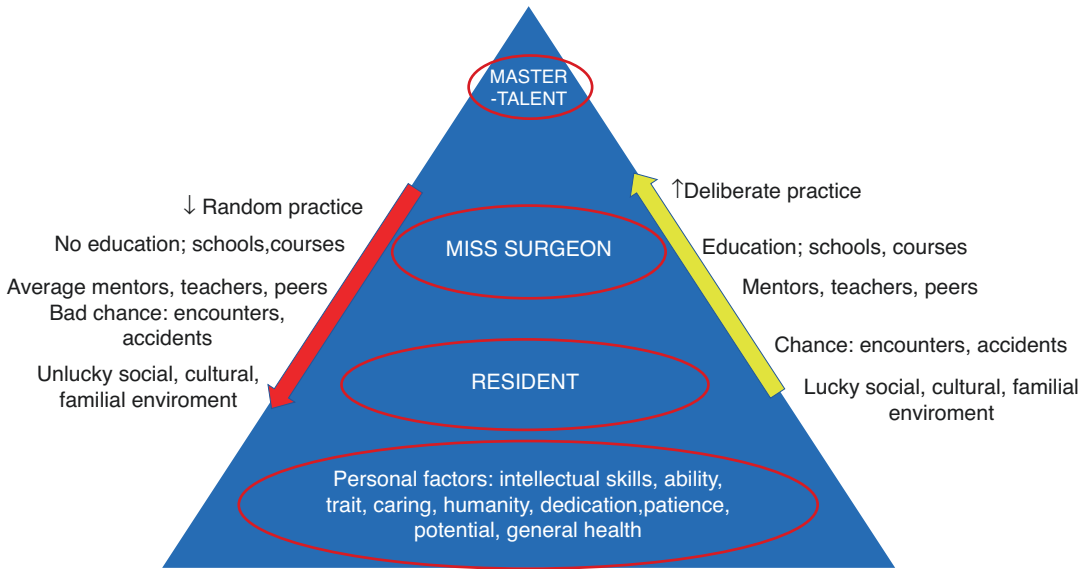 MASTER
-TALENT
↓ Random practice
No education; schools,courses
Average mentors, teachers, peers
Bad chance: encounters,
accidents
Unlucky social, cultural,
familial enviroment
MISS SURGEON
RESIDENT
Personal factors: intellectual skills, ability,
trait, caring, humanity, dedication,patience,
potential, general health
↑Deliberate practice
Education; schools, courses
Mentors, teachers, peers
Chance: encounters, accidents
Lucky social, cultural, familial
enviroment